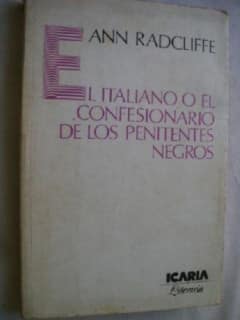 ANN RADCLIFFE
EL ITALIANO O EL
CONFESIONARIO
DE LOS PENITENTES
NEGROS
ICARIA
Literaria